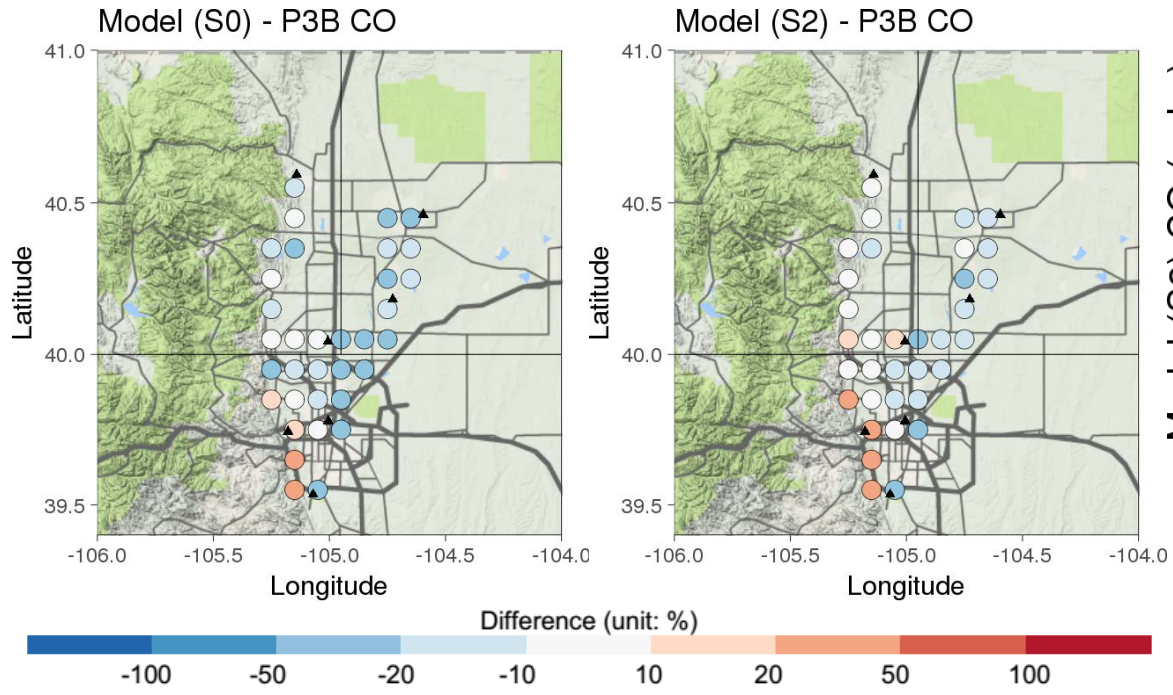 Model (S0) - P3B CO
Model (S2) - P3B CO
41.0
41.0
40.5
40.5
Latitude
Latitude
40.0
40.0
39.5
39.5
-106.0 -105.5 -105.0 -104.5 -104.0
-106.0 -105.5 -105.0 -104.5 -104.0
Longitude
Longitude
Difference (unit: %)
-100 -50 -20 -10 10 20 50 100